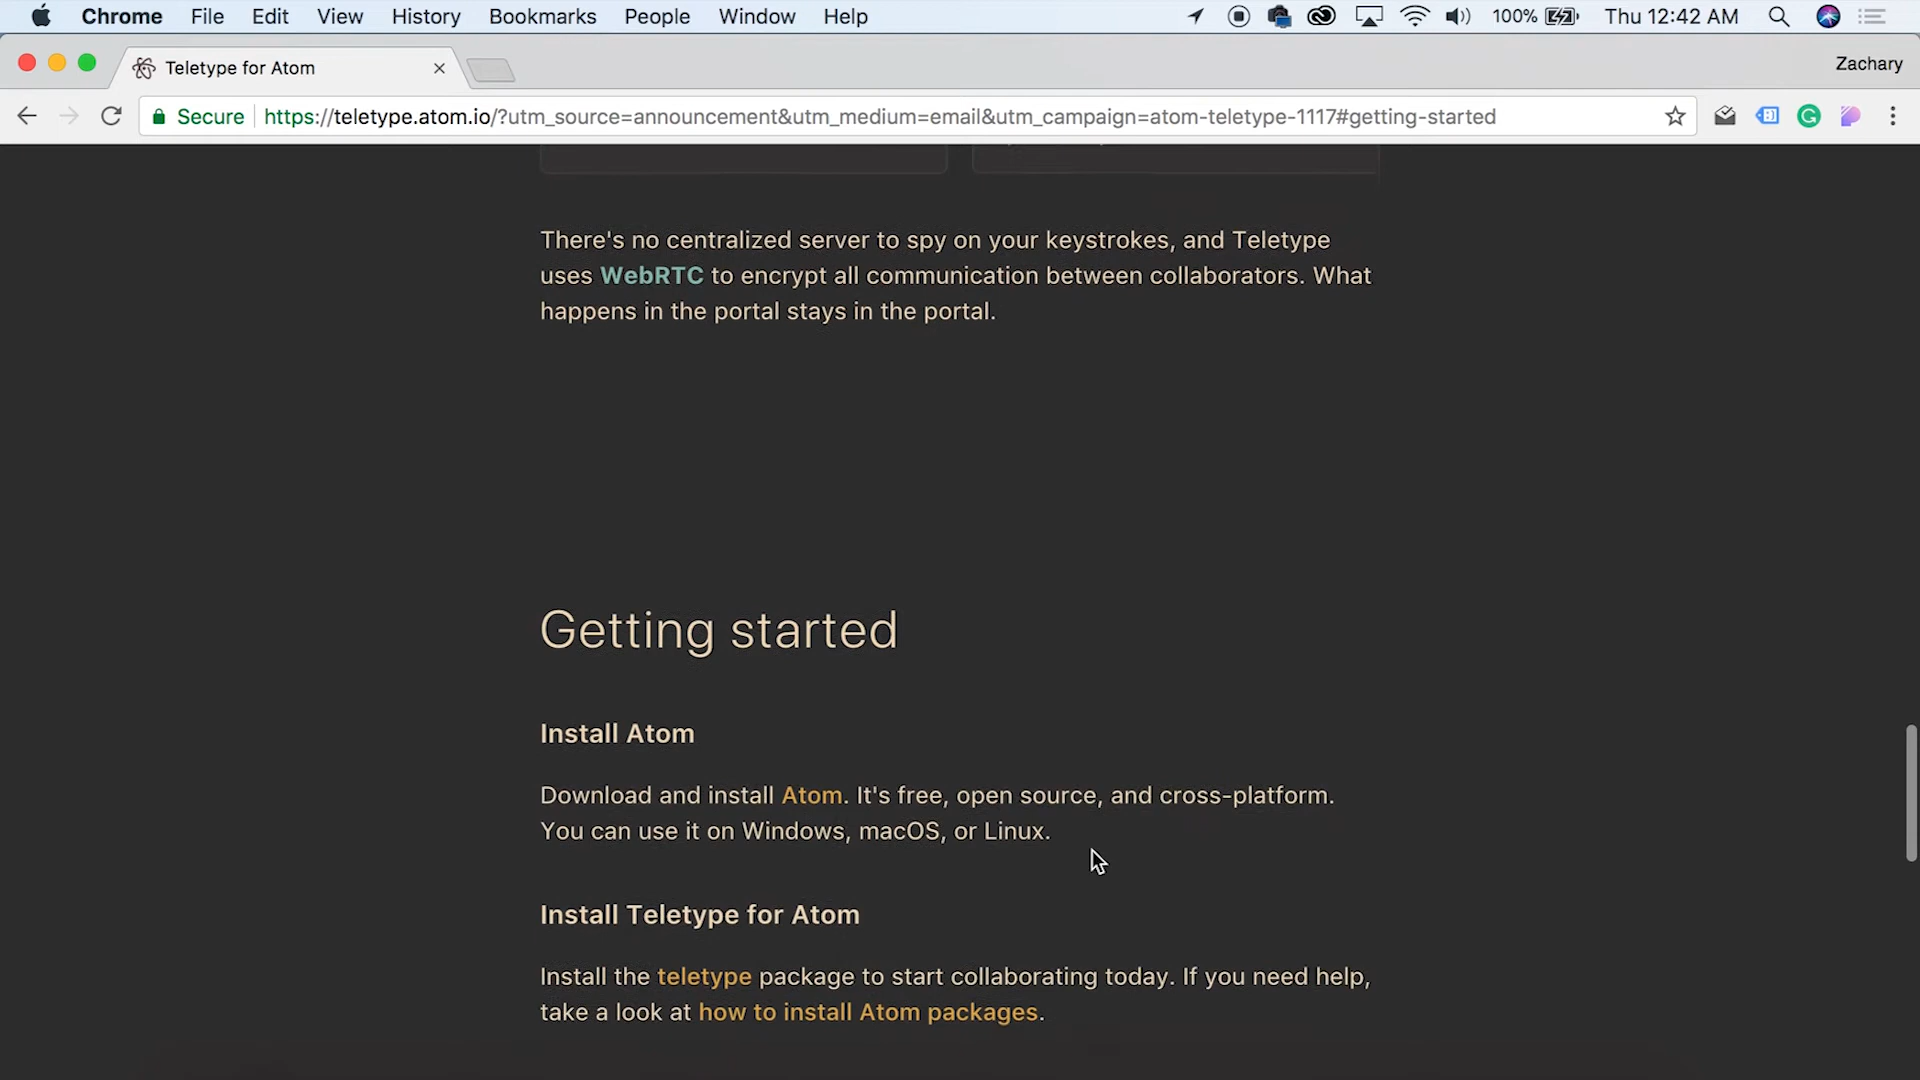 Chrome File Edit View History Bookmarks People Window Help 100% Thu 12:42 AM
Teletype for Atom Zachary
Secure https://teletype.atom.io/?utm_source=announcement&utm_medium=email&utm_campaign=atom-teletype-1117#getting-started
There's no centralized server to spy on your keystrokes, and Teletype
uses WebRTC to encrypt all communication between collaborators. What
happens in the portal stays in the portal.
Getting started
Install Atom
Download and install Atom. It's free, open source, and cross-platform.
You can use it on Windows, macOS, or Linux.
Install Teletype for Atom
Install the teletype package to start collaborating today. If you need help,
take a look at how to install Atom packages.